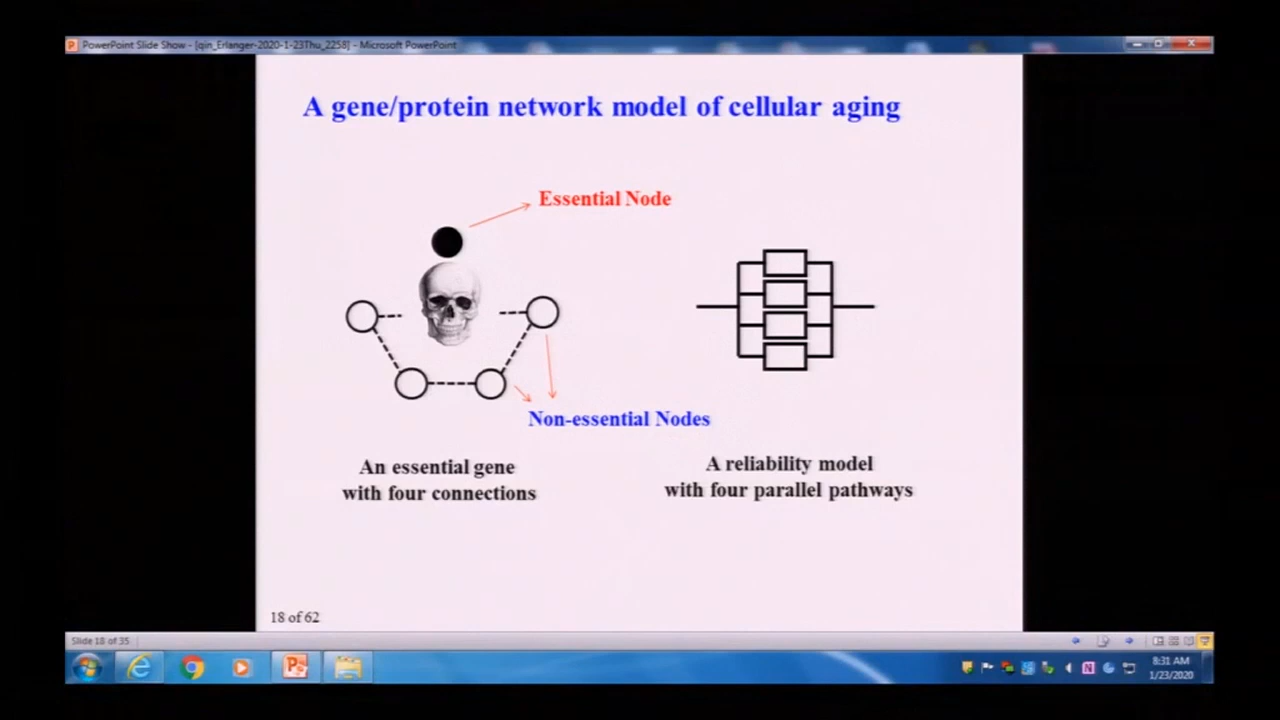 PowerPoint Slide Show - [qin_Erlanger-2020-1-23Thu_2258] - Microsoft PowerPoint
A gene/protein network model of cellular aging
Essential Node
Non-essential Nodes
An essential gene
with four connections
A reliability model
with four parallel pathways
18 of 62
Slide 18 of 35
8:31 AM
1/23/2020